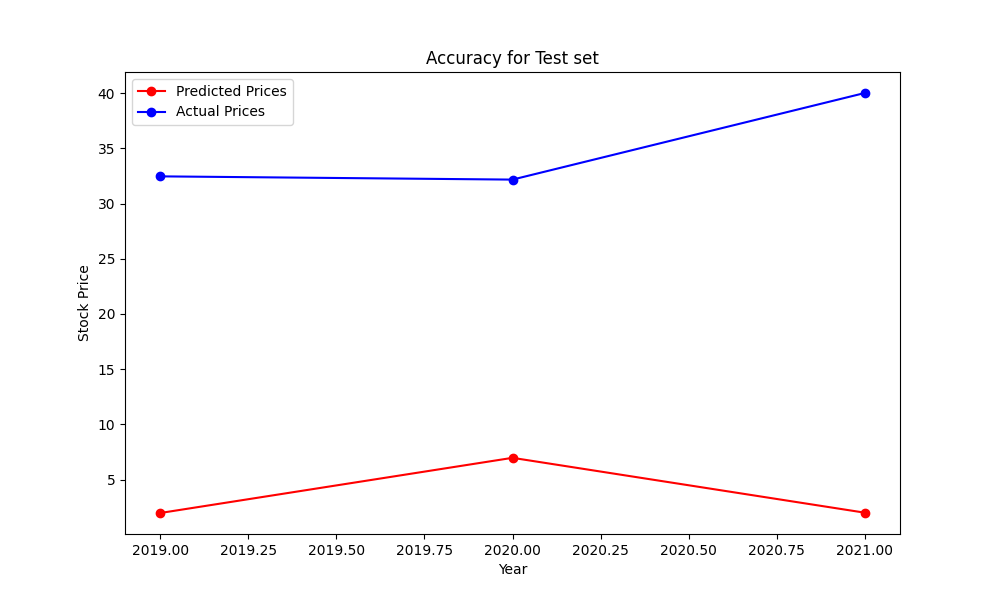 Accuracy for Test set
Predicted Prices
Actual Prices
40
35
30
25
20
15
10
5
Stock Price
2019.00 2019.25 2019.50 2019.75 2020.00 2020.25 2020.50 2020.75 2021.00
Year